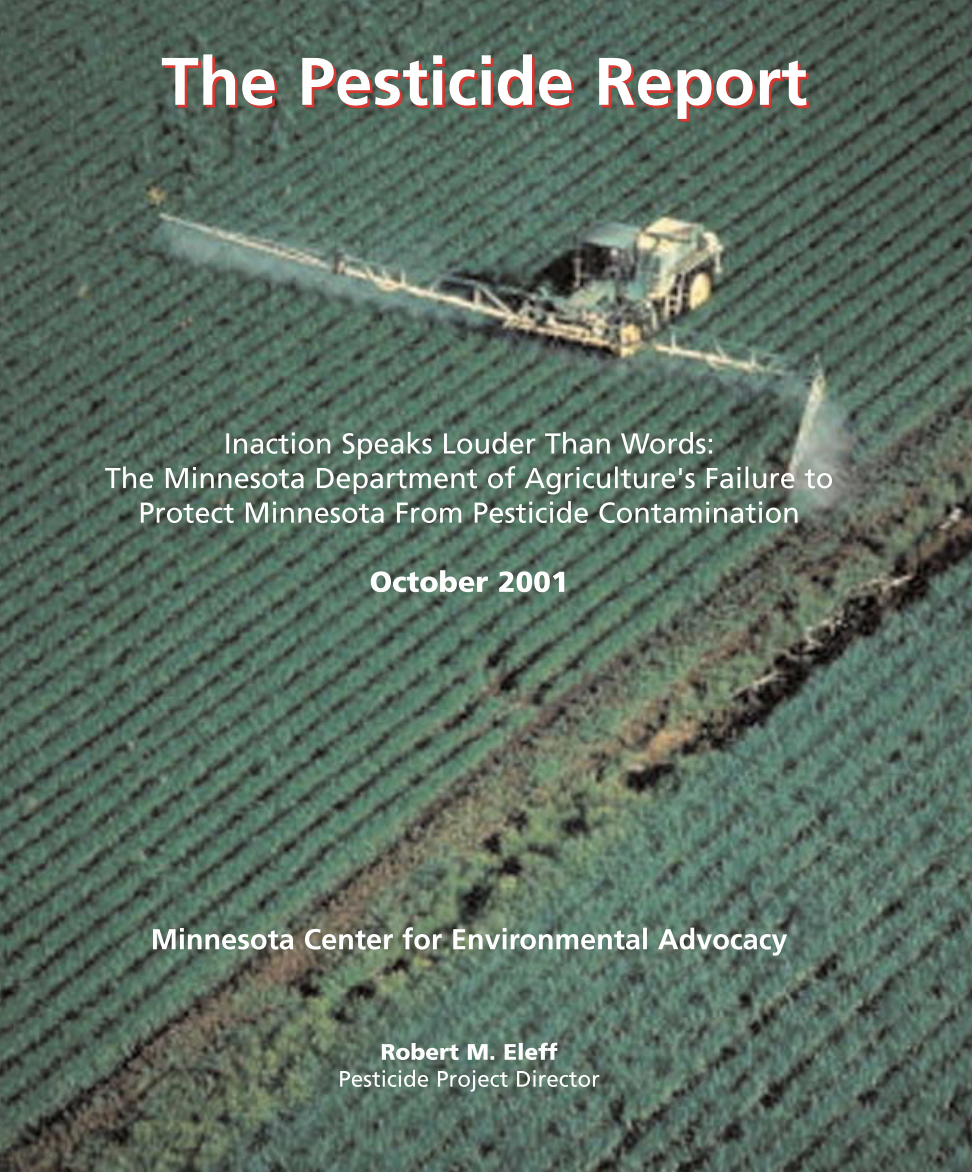 The Pesticide Report
Inaction Speaks Louder Than Words:
The Minnesota Department of Agriculture's Failure to
Protect Minnesota From Pesticide Contamination
October 2001
Minnesota Center for Environmental Advocacy
Robert M. Eleff
Pesticide Project Director